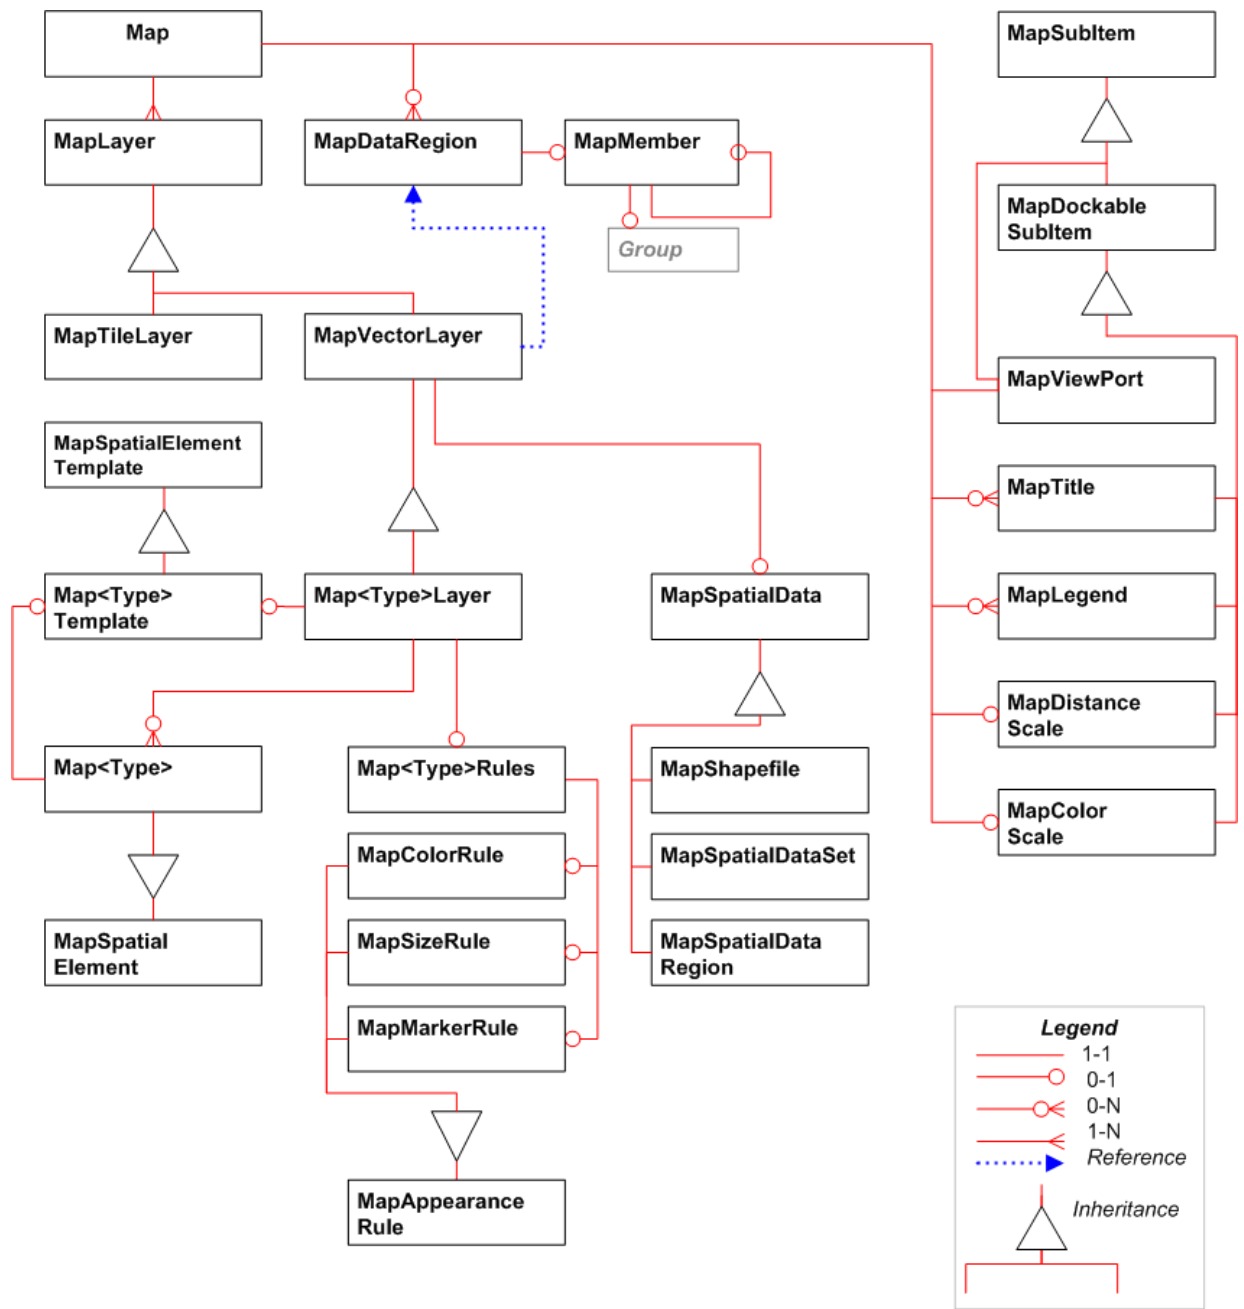 Map
MapSubItem
MapLayer
MapDataRegion
MapMember
MapDockable
SubItem
Group
MapTileLayer
MapVectorLayer
MapViewPort
MapSpatialElement
Template
MapTitle
Map<Type>
Template
Map<Type>Layer
MapSpatialData
MapLegend
MapDistance
Scale
Map<Type>
Map<Type>Rules
MapShapefile
MapColor
Scale
MapColorRule
MapSpatialDataSet
MapSpatial
Element
MapSizeRule
MapSpatialData
Region
MapMarkerRule
MapAppearance
Rule
Legend
1-1
0-1
0-N
1-N
Reference
Inheritance